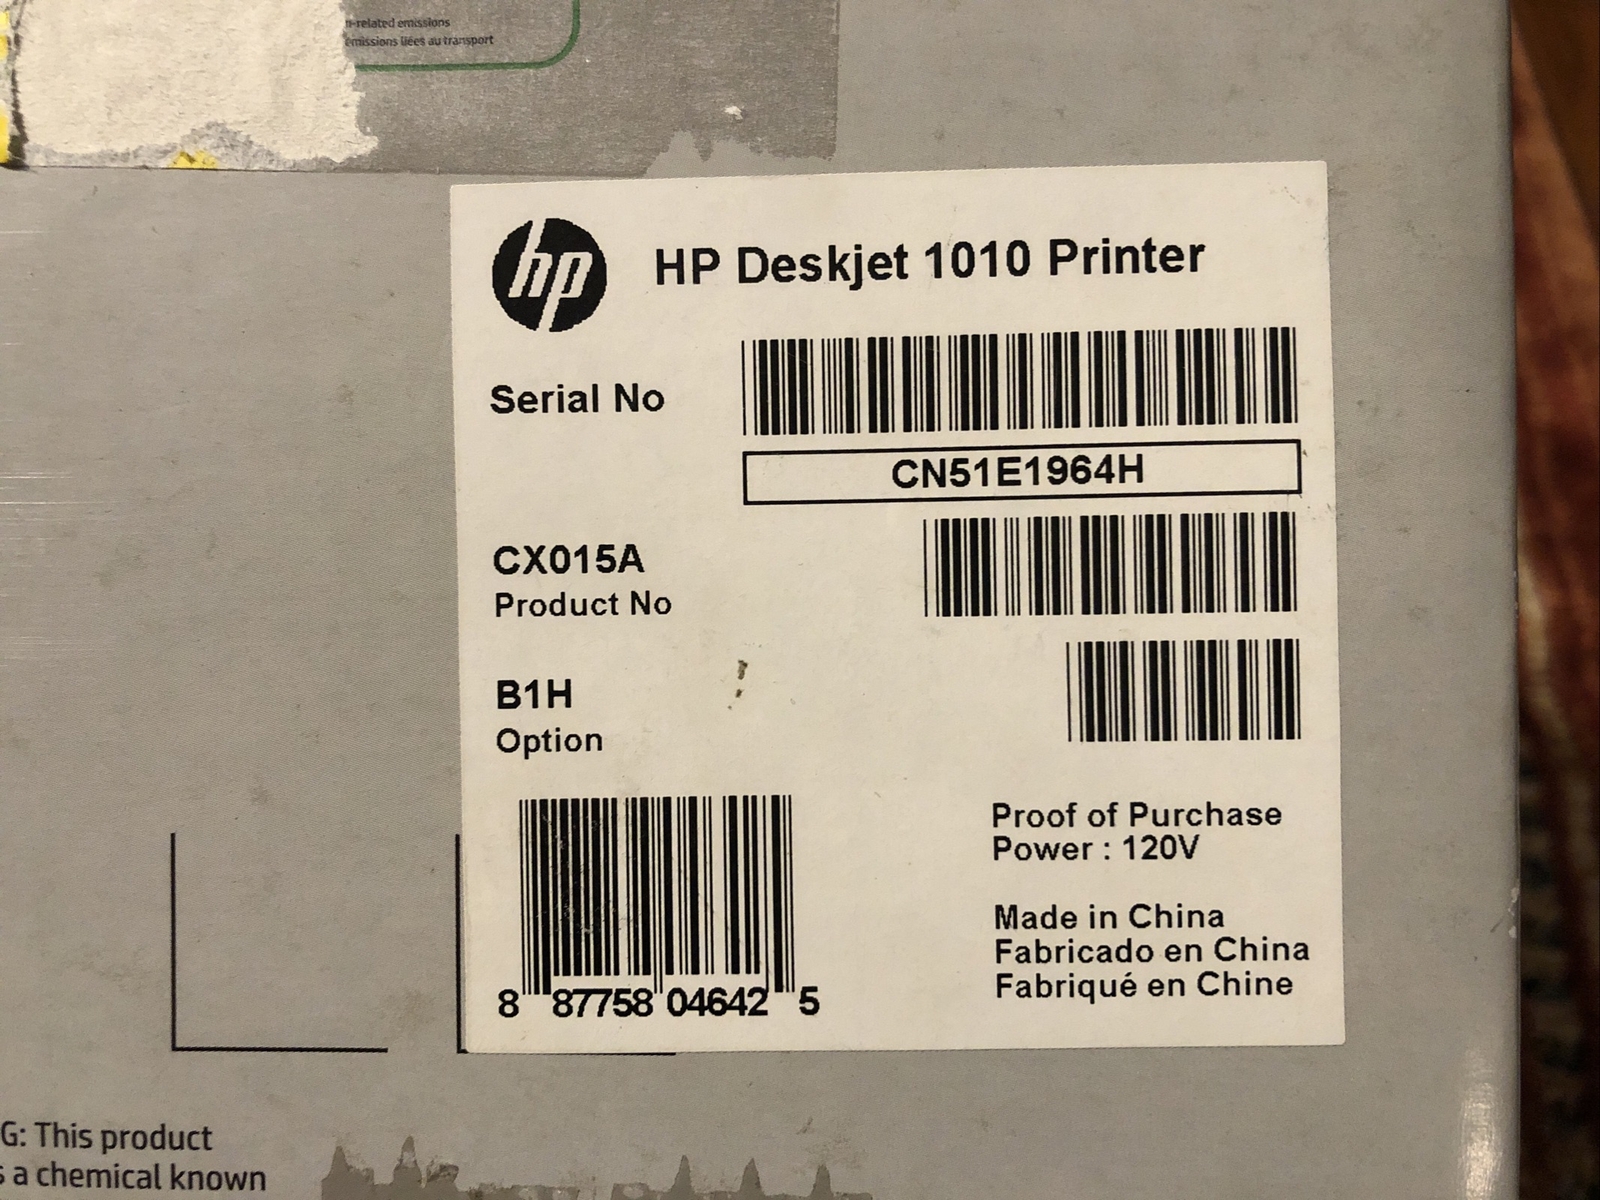 n-related emissions
émissions liées au transport
hp
HP Deskjet 1010 Printer
Serial No
CN51E1964H
CX015A
Product No
B1H
Option
8 87758 04642 5
Proof of Purchase
Power : 120V
Made in China
Fabricado en China
Fabriqué en Chine
G: This product
s a chemical known